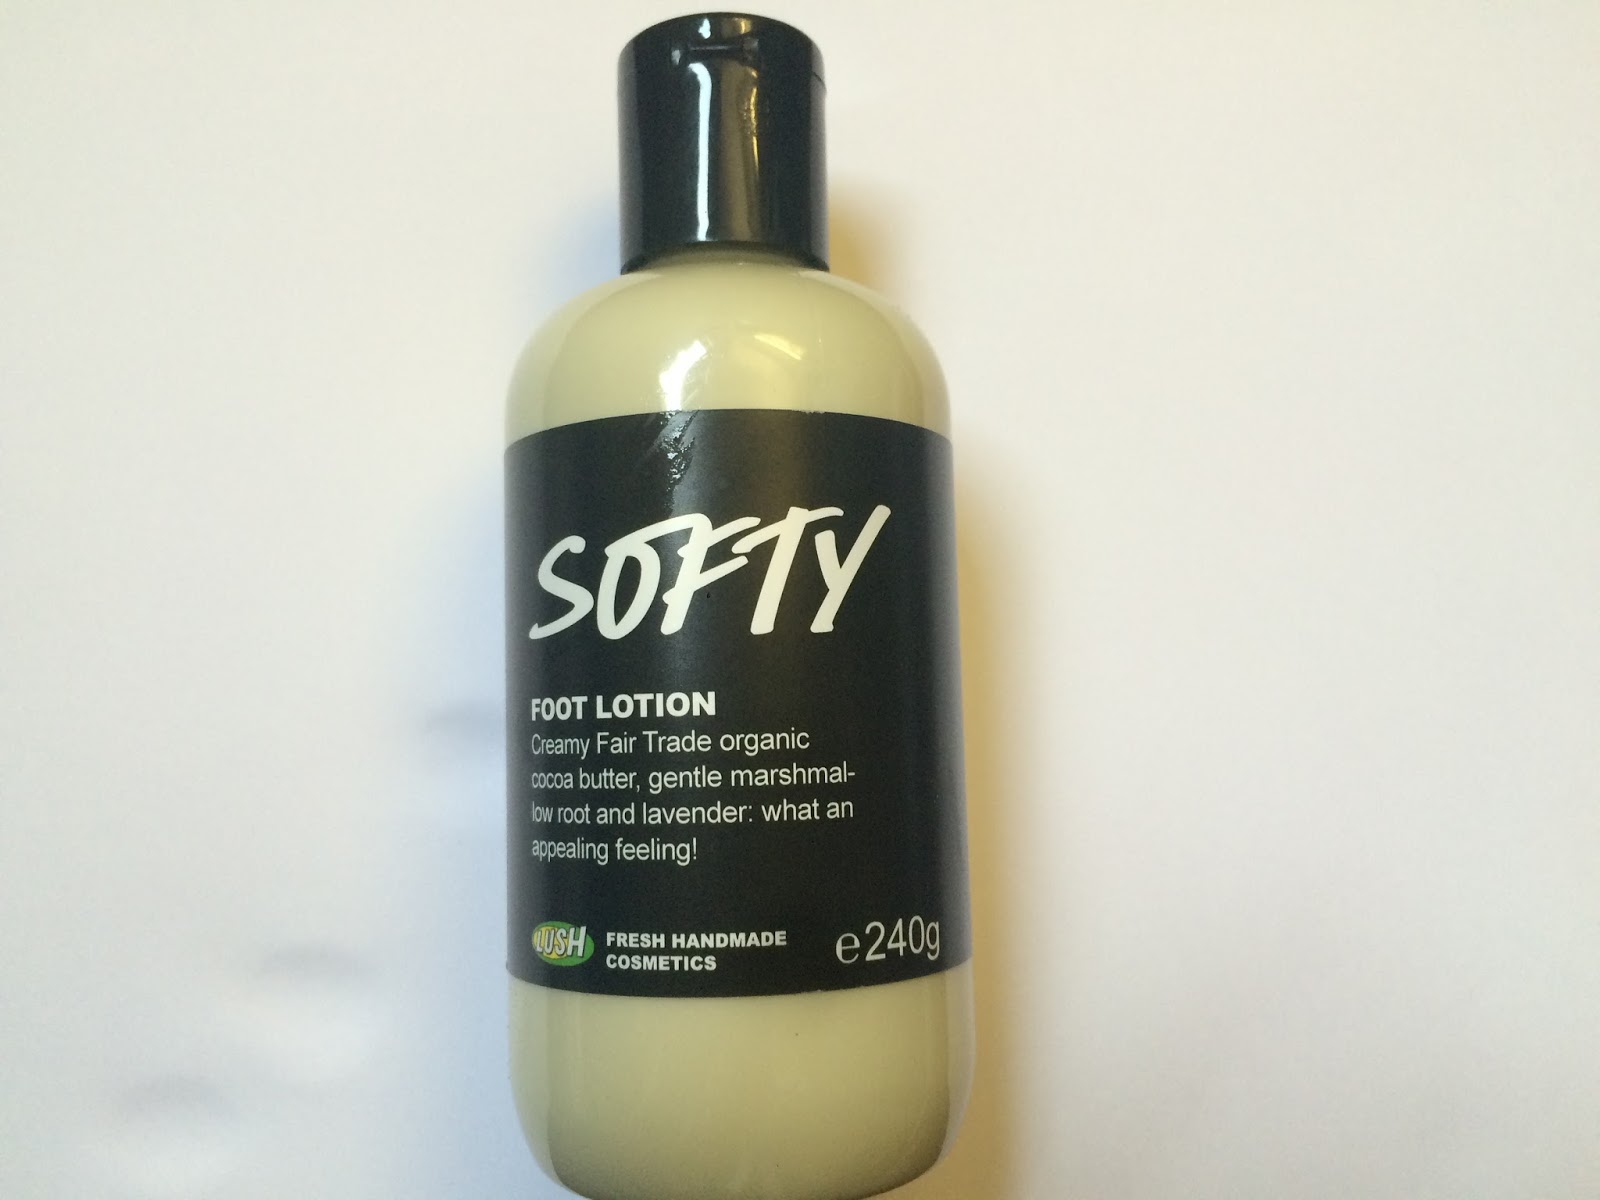 SOFTY
FOOT LOTION
Creamy Fair Trade organic
cocoa butter, gentle marshmal-
low root and lavender: what an
appealing feeling!
LUSH FRESH HANDMADE
COSMETICS
℮240g